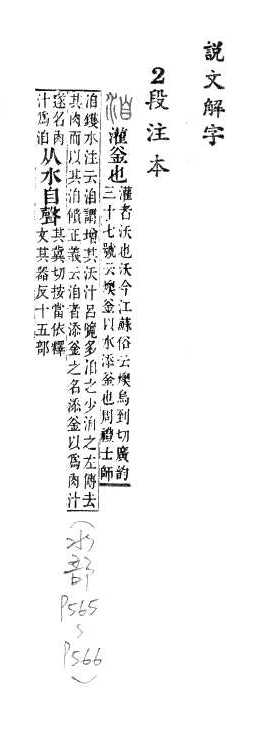 說文解字
2段注本
洎灌釜也
灌者沃也沃今江蘇俗云燠烏到切廣韵
三十七號云燠釜以水添釜也周禮士師
洎鑊水注云洎謂增其沃汁呂覽多洎之少洎之左傳去
其肉而以其洎饋正義云洎者添釜之名添釜以爲肉汁
遂名肉
汁爲洎
从水自聲
其冀切按當依釋
文其器反十五部
(水部 P565 ~ P566)